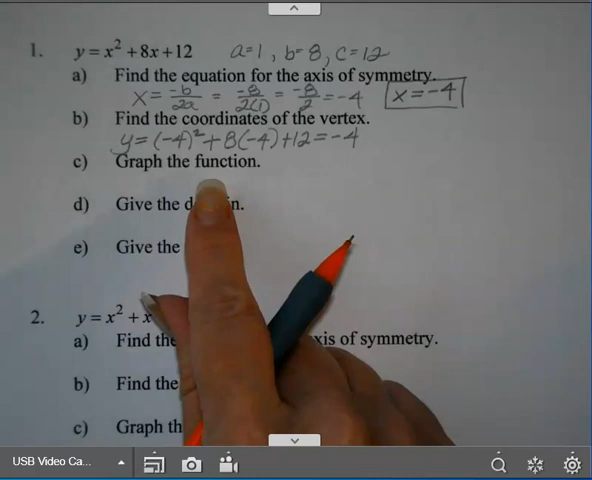 1. y = x² + 8x + 12 a=1, b=8, c=12
a) Find the equation for the axis of symmetry.
x = -b/2a = -8/2(1) = -8/2 = -4 x = -4
b) Find the coordinates of the vertex.
y = (-4)² + 8(-4) + 12 = -4
c) Graph the function.
d) Give the d n.
e) Give the
2. y = x² + x
a) Find the xis of symmetry.
b) Find the
c) Graph th
USB Video Ca...